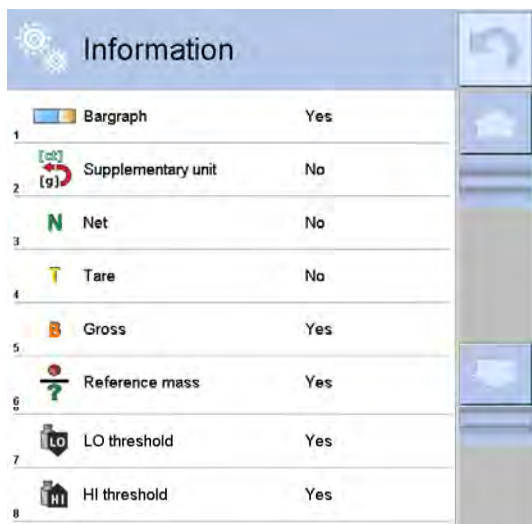 Information
1 Bargraph Yes
[ct]
(g)
2 Supplementary unit No
N
3 Net No
T
4 Tare No
B
5 Gross Yes
?
6 Reference mass Yes
LO
7 LO threshold Yes
HI
8 HI threshold Yes